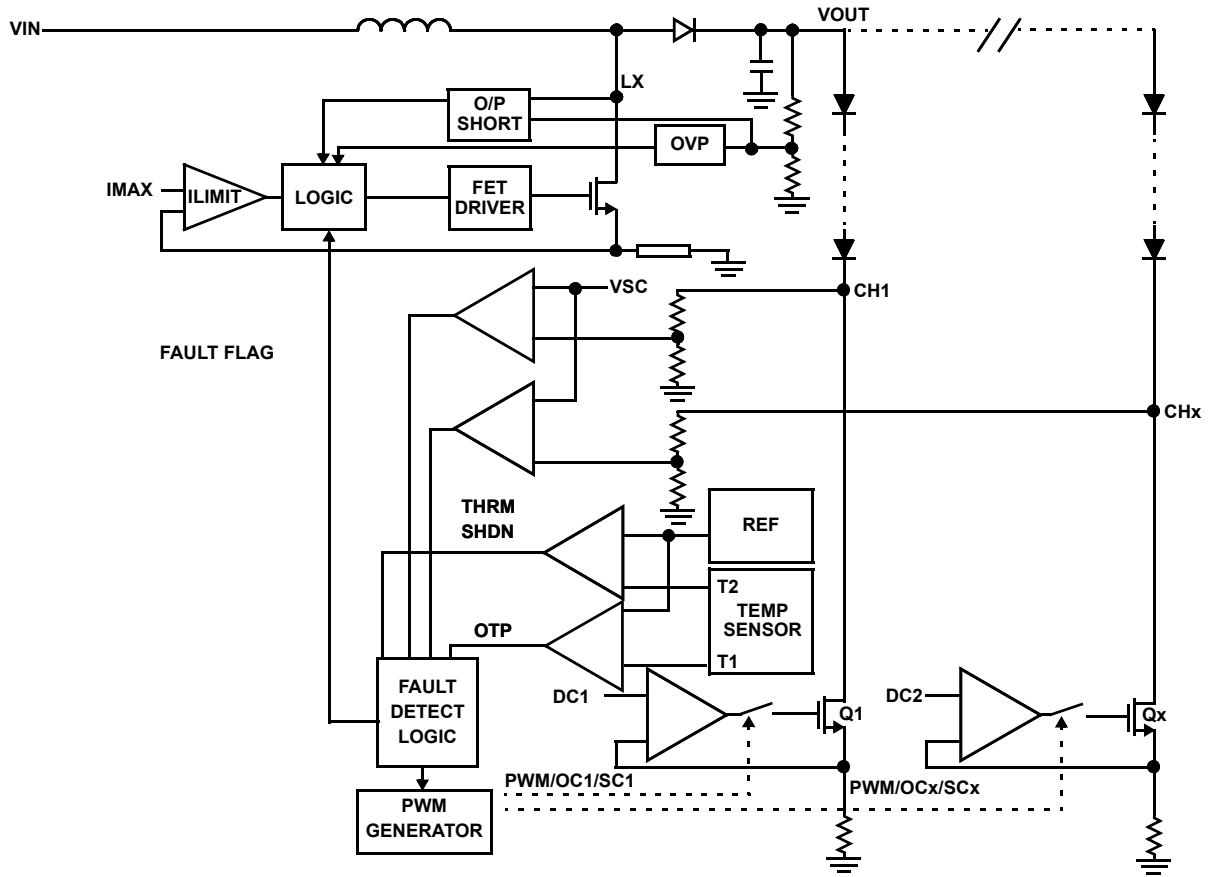 VIN
VOUT
LX
O/P
SHORT
OVP
IMAX
ILIMIT
LOGIC
FET
DRIVER
VSC
CH1
FAULT FLAG
CHx
THRM
SHDN
REF
T2
TEMP
SENSOR
OTP
T1
FAULT
DETECT
LOGIC
DC1
Q1
DC2
Qx
PWM/OC1/SC1
PWM/OCx/SCx
PWM
GENERATOR